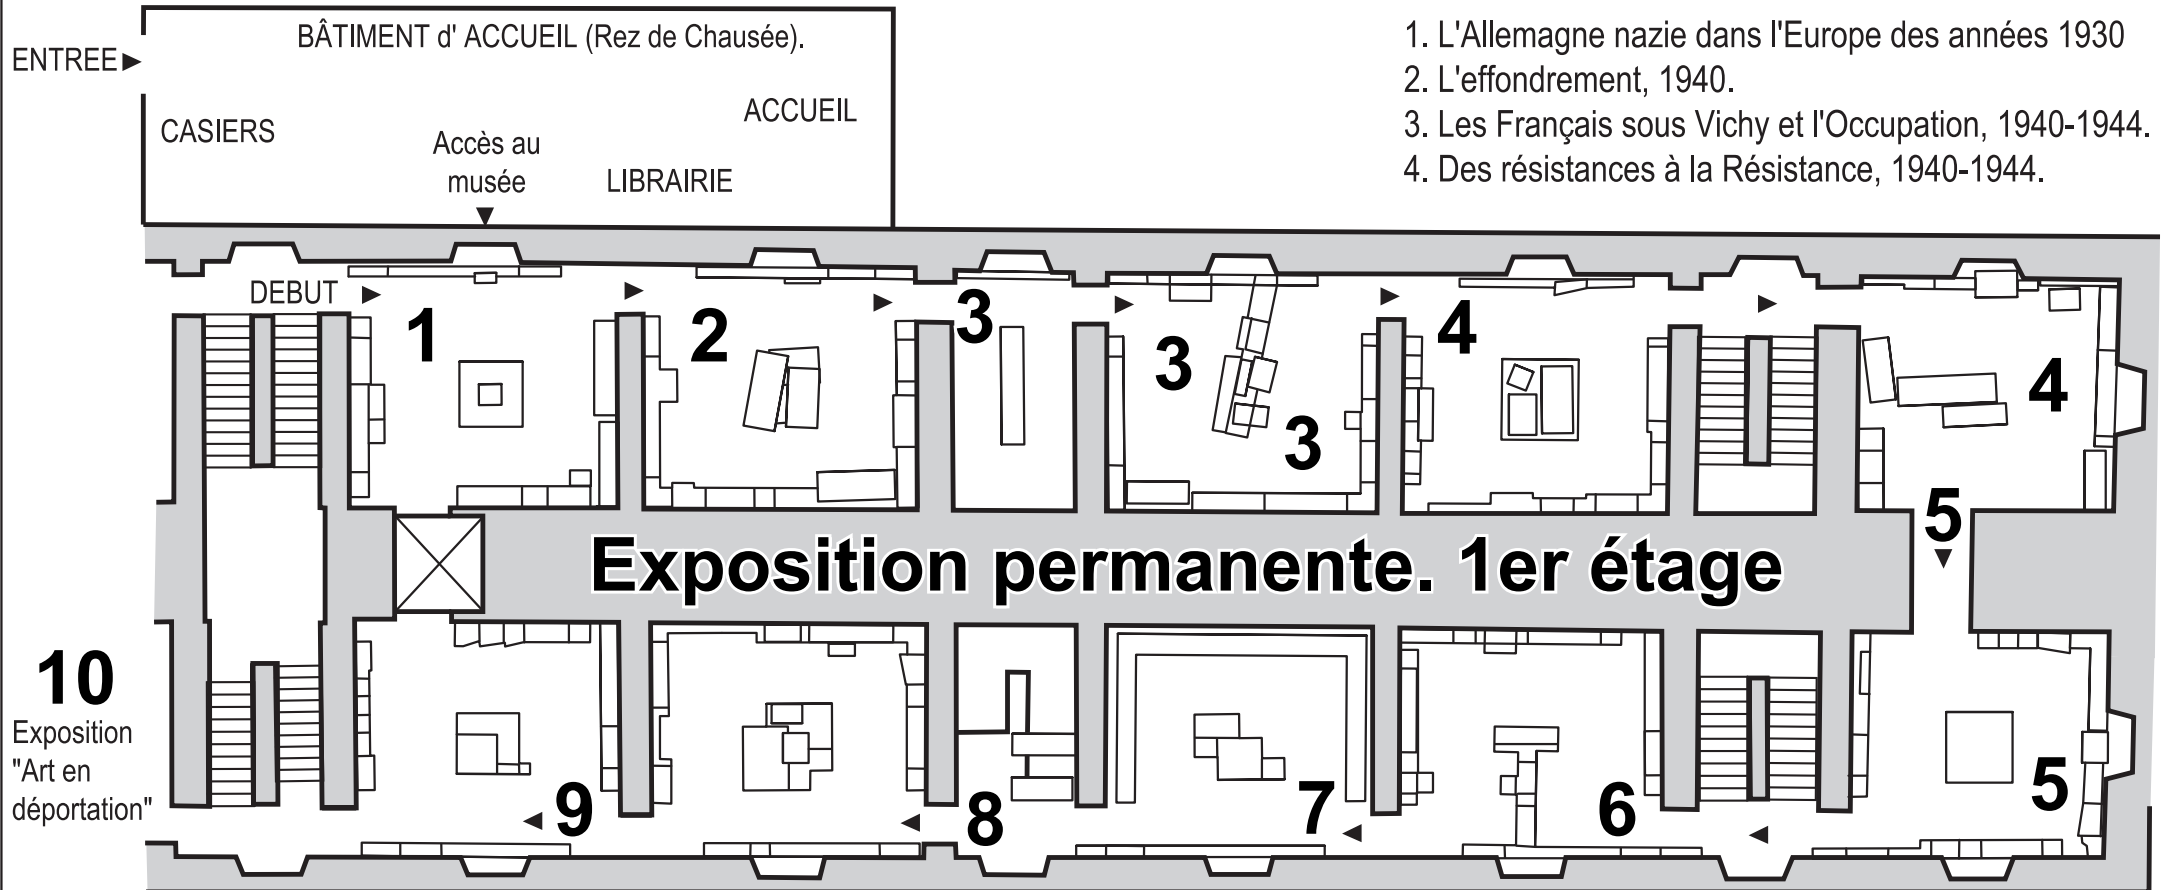 BÂTIMENT d' ACCUEIL (Rez de Chausée).
ENTREE
CASIERS
ACCUEIL
Accès au
musée
LIBRAIRIE
1. L'Allemagne nazie dans l'Europe des années 1930
2. L'effondrement, 1940.
3. Les Français sous Vichy et l'Occupation, 1940-1944.
4. Des résistances à la Résistance, 1940-1944.
DEBUT
1
2
3
3
3
4
4
5
Exposition permanente. 1er étage
10
Exposition
"Art en
déportation"
9
8
7
6
5